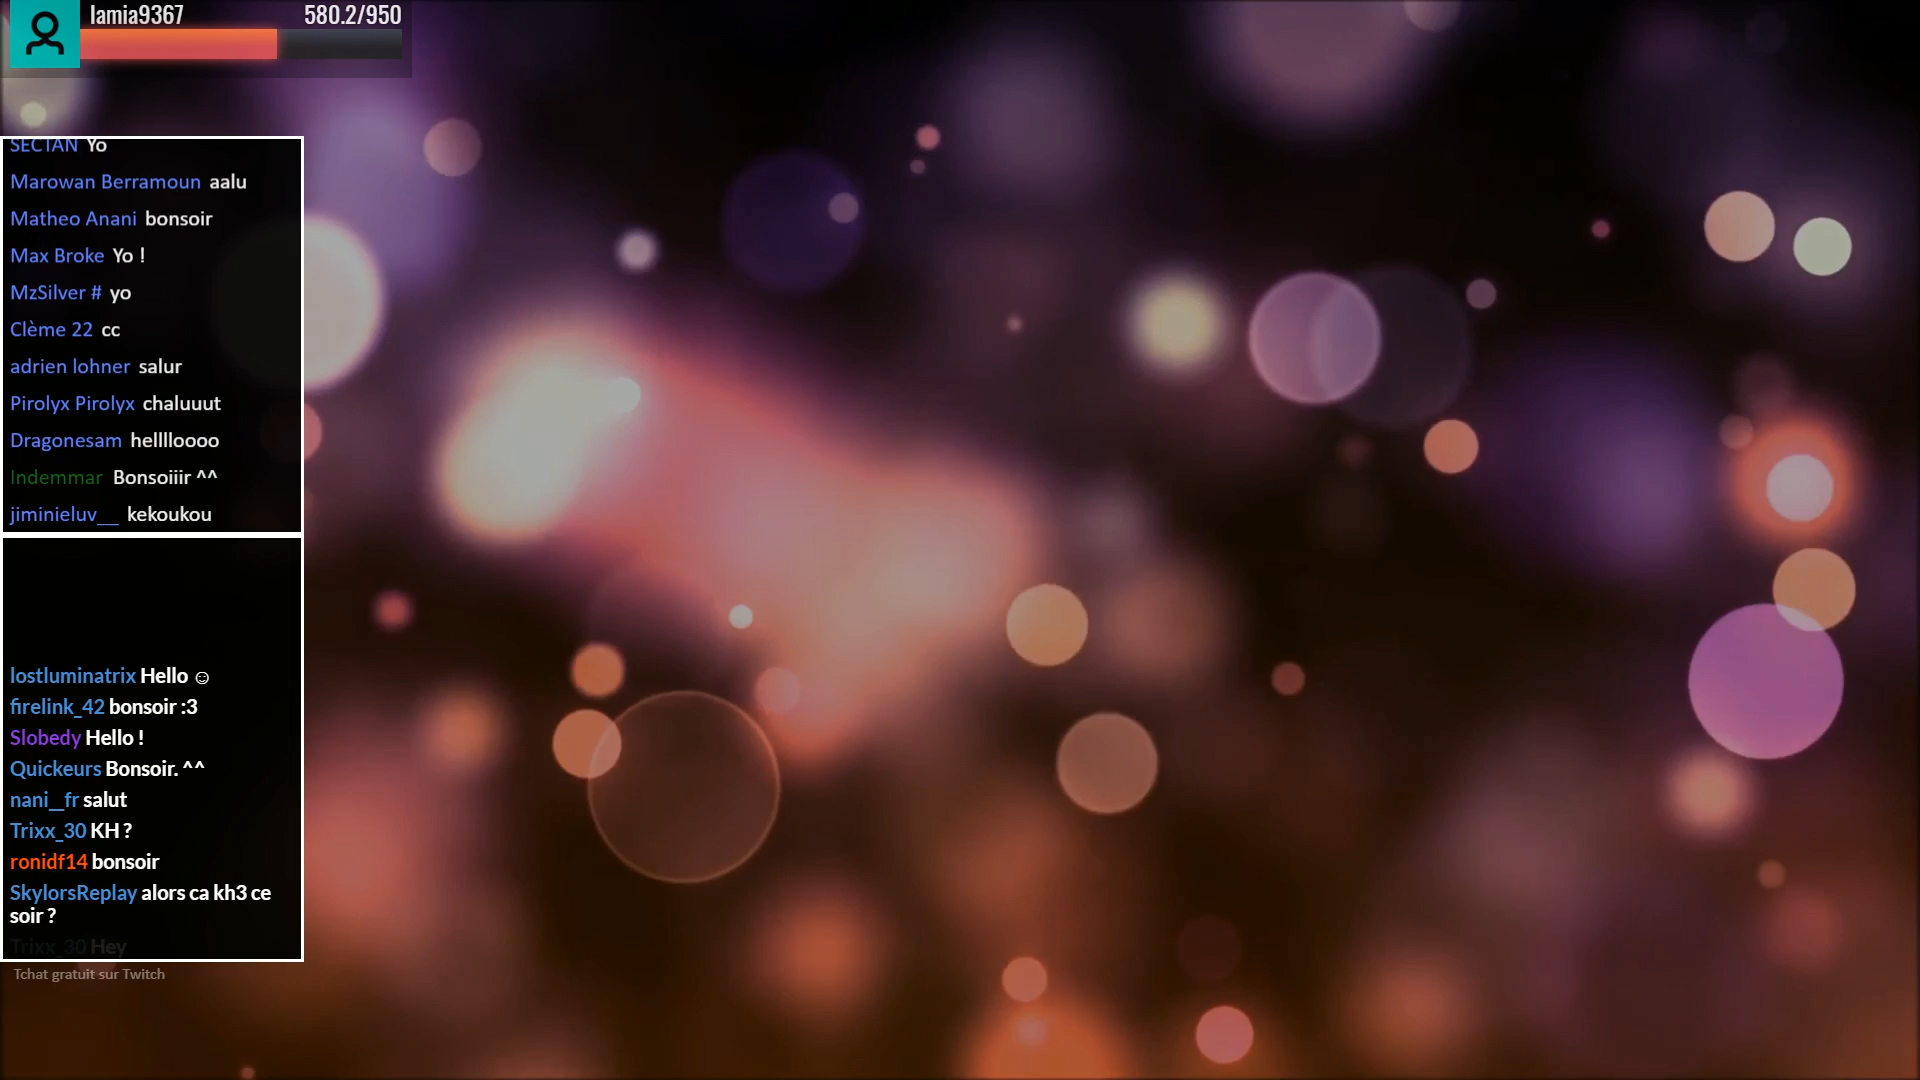 lamia9367 580.2/950
SECTAN Yo
Marowan Berramoun aalu
Matheo Anani bonsoir
Max Broke Yo !
MzSilver # yo
Clème 22 cc
adrien lohner salur
Pirolyx Pirolyx chaluuut
Dragonesam helllloooo
Indemmar Bonsoiiir ^^
jiminieluv__ kekoukou
lostluminatrix Hello ☺
firelink_42 bonsoir :3
Slobedy Hello !
Quickeurs Bonsoir. ^^
nani__fr salut
Trixx_30 KH ?
ronidf14 bonsoir
SkylorsReplay alors ca kh3 ce
soir ?
Trixx_30 Hey
Tchat gratuit sur Twitch